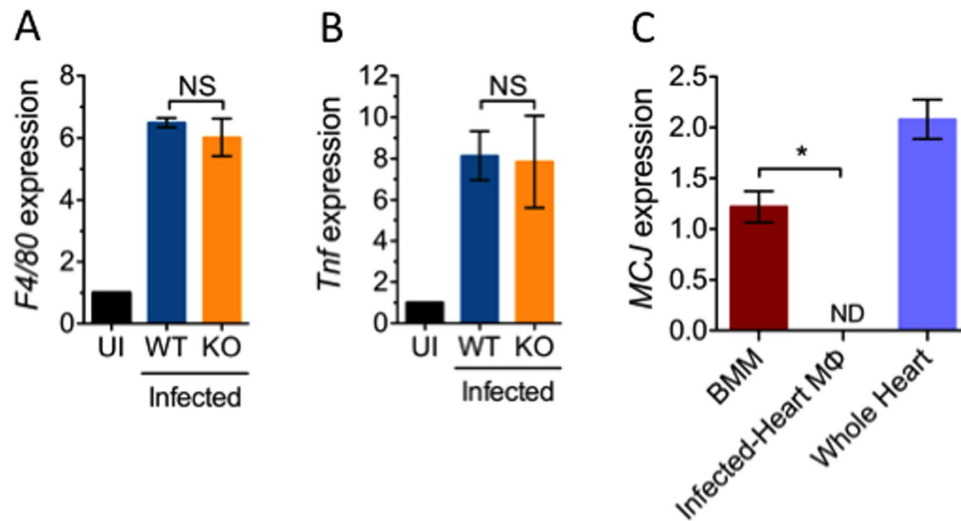 A
F4/80 expression
8
6
4
2
0
NS
UI WT KO
Infected
B
Tnf expression
12
10
8
6
4
2
0
NS
UI WT KO
Infected
C
MCJ expression
2.5
2.0
1.5
1.0
0.5
0.0
*
ND
BMM
Infected-Heart MΦ
Whole Heart